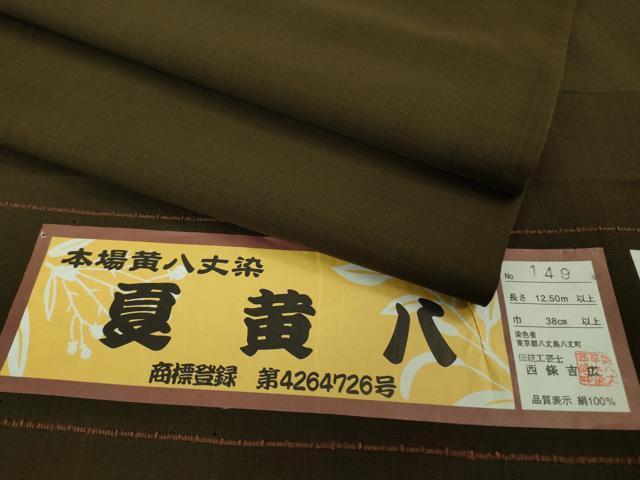 本場黄八丈染
夏黄八
商標登録 第4264726号
No. 149
長さ 12.50m 以上
巾 38cm 以上
染色者
東京都八丈島八丈町
伝統工芸士
西條吉広
品質表示 絹100%